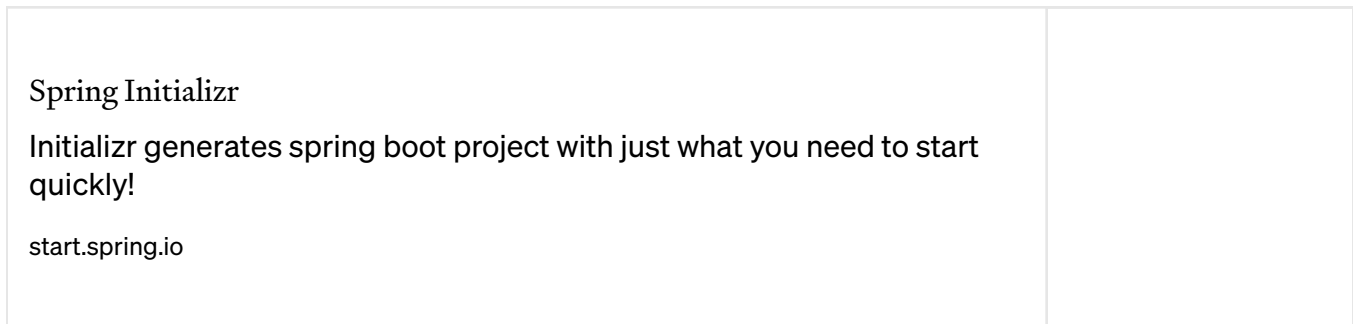 Spring Initializr
Initializr generates spring boot project with just what you need to start
quickly!
start.spring.io